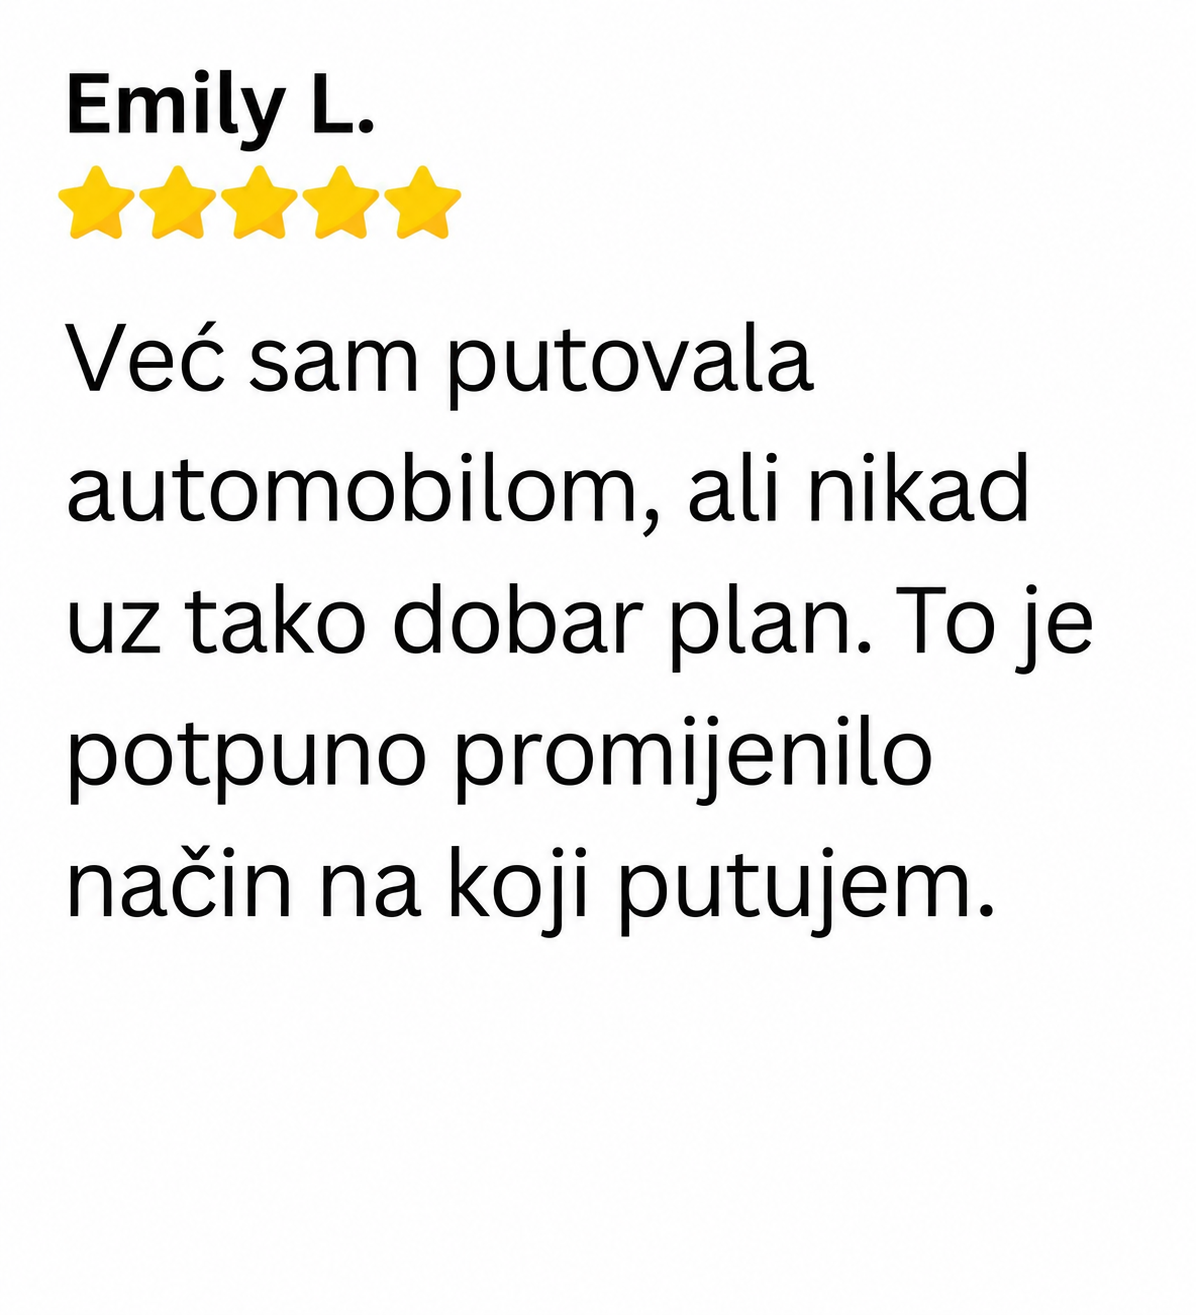 Emily L.
Već sam putovala
automobilom, ali nikad
uz tako dobar plan. To je
potpuno promijenilo
način na koji putujem.